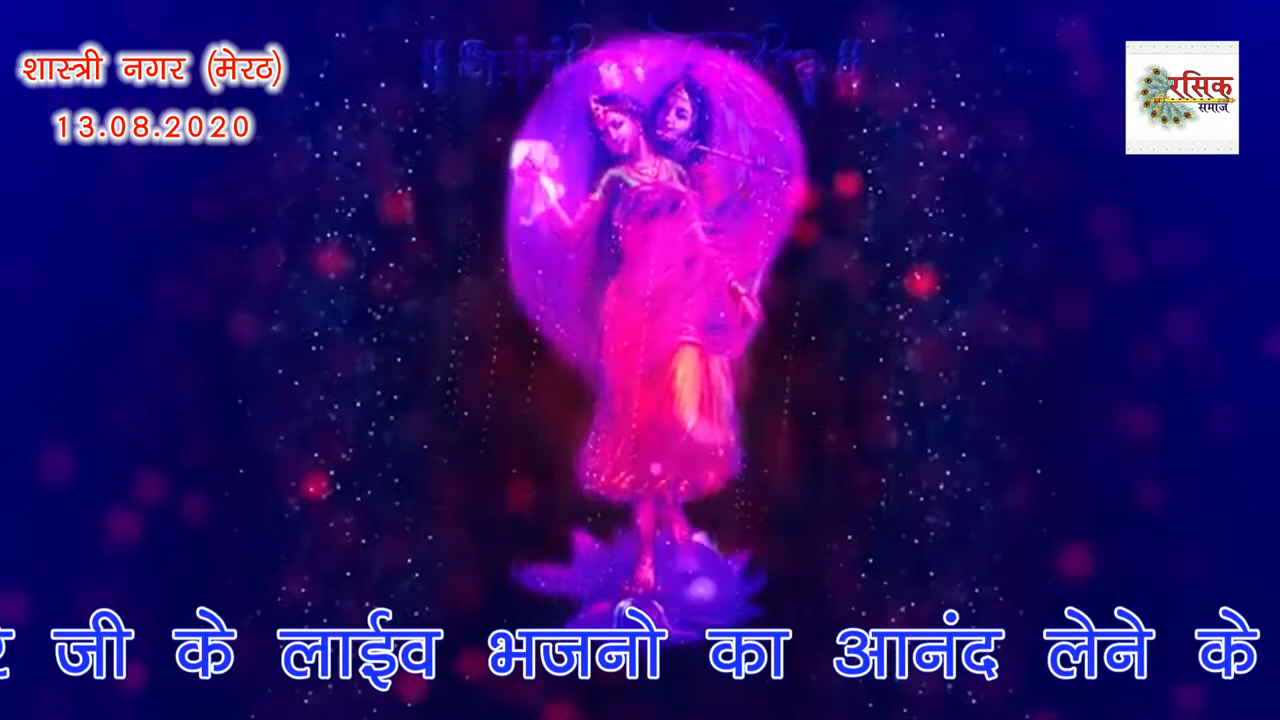 शास्त्री नगर (मेरठ)
13.08.2020
रसिक
समाज
जी के लाईव भजनो का आनंद लेने के